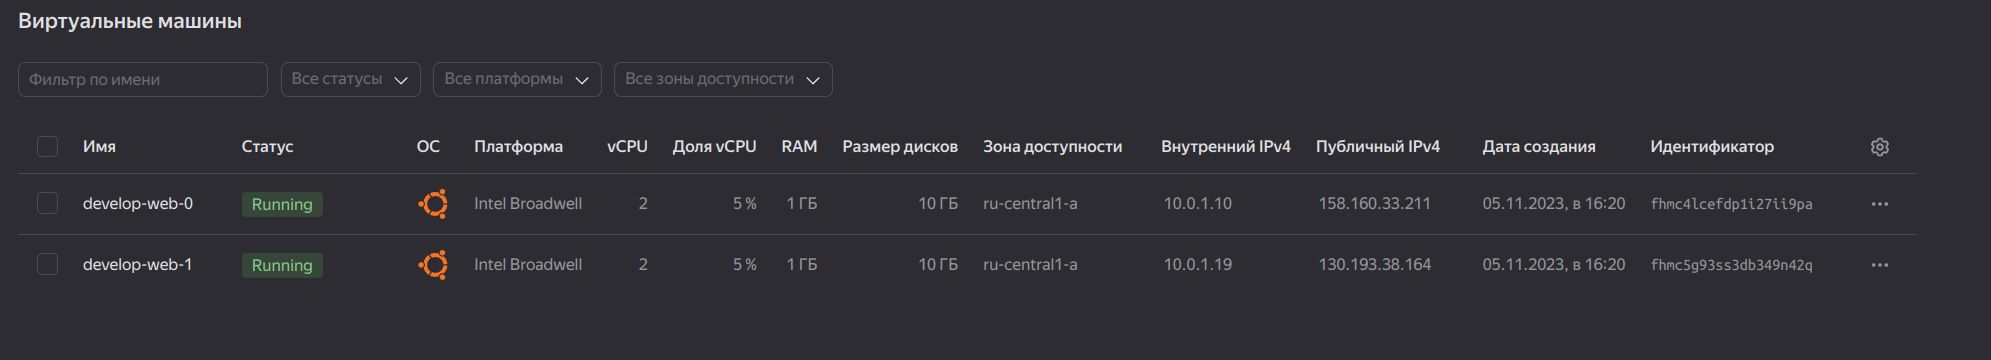 Виртуальные машины
Фильтр по имени Все статусы Все платформы Все зоны доступности
Имя Статус ОС Платформа vCPU Доля vCPU RAM Размер дисков Зона доступности Внутренний IPv4 Публичный IPv4 Дата создания Идентификатор
develop-web-0 Running Intel Broadwell 2 5 % 1 ГБ 10 ГБ ru-central1-a 10.0.1.10 158.160.33.211 05.11.2023, в 16:20 fhmc4lcefdp1i27ii9pa
develop-web-1 Running Intel Broadwell 2 5 % 1 ГБ 10 ГБ ru-central1-a 10.0.1.19 130.193.38.164 05.11.2023, в 16:20 fhmc5g93ss3db349n42q